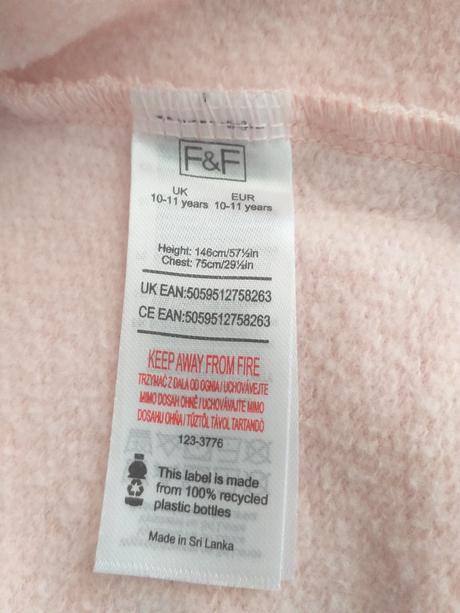 F&F
UK EUR
10-11 years 10-11 years
Height: 146cm/57½in
Chest: 75cm/29½in
UK EAN:5059512758263
CE EAN:5059512758263
KEEP AWAY FROM FIRE
TRZYMAĆ Z DALA OD OGNIA / UCHOVÁVEJTE
MIMO DOSAH OHNĚ / UCHOVÁVAJTE MIMO
DOSAHU OHŇA / TŰZTŐL TÁVOL TARTANDÓ
123-3776
This label is made
from 100% recycled
plastic bottles
Made in Sri Lanka